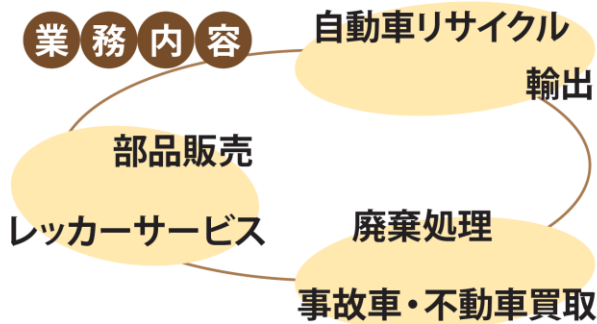 業務内容
自動車リサイクル
輸出
部品販売
レッカーサービス
廃棄処理
事故車・不動車買取